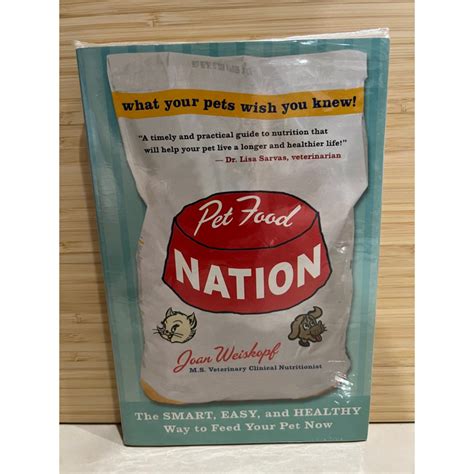 what your pets wish you knew!
"A timely and practical guide to nutrition that
will help your pet live a longer and healthier life!"
— Dr. Lisa Sarvas, veterinarian
Pet Food
NATION
Joan Weiskopf
M.S. Veterinary Clinical Nutritionist
The SMART, EASY, and HEALTHY
Way to Feed Your Pet Now